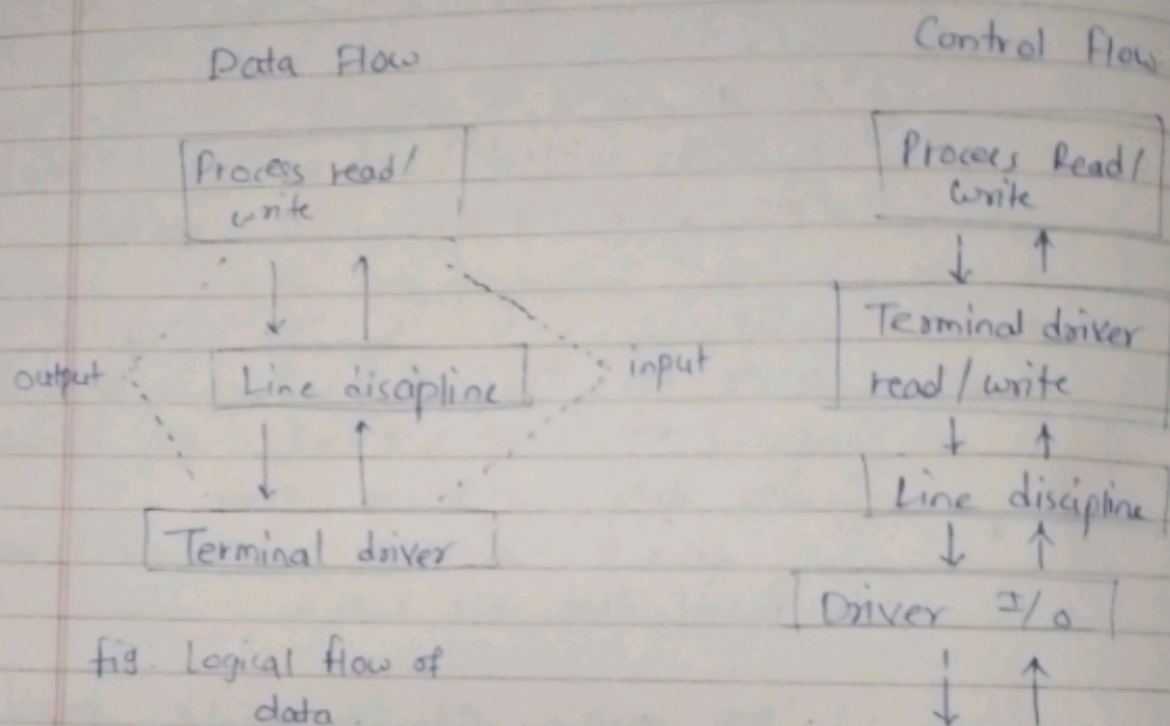 Data Flow
Process read/
write
output
input
Line discipline
Terminal driver
fig. Logical flow of
data
Control Flow
Process Read/
write
Terminal driver
read/write
Line discipline
Driver I/O